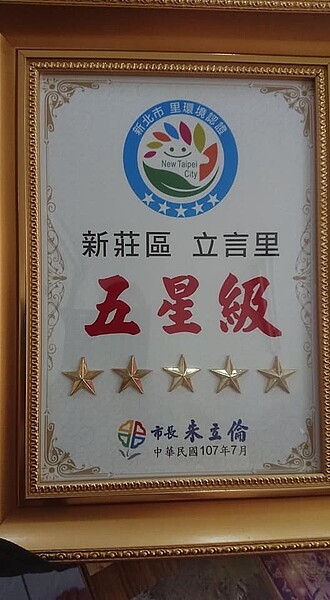 新北市 里環境認證
New Taipei
City
新莊區 立言里
五星級
市長 朱立倫
中華民國107年7月